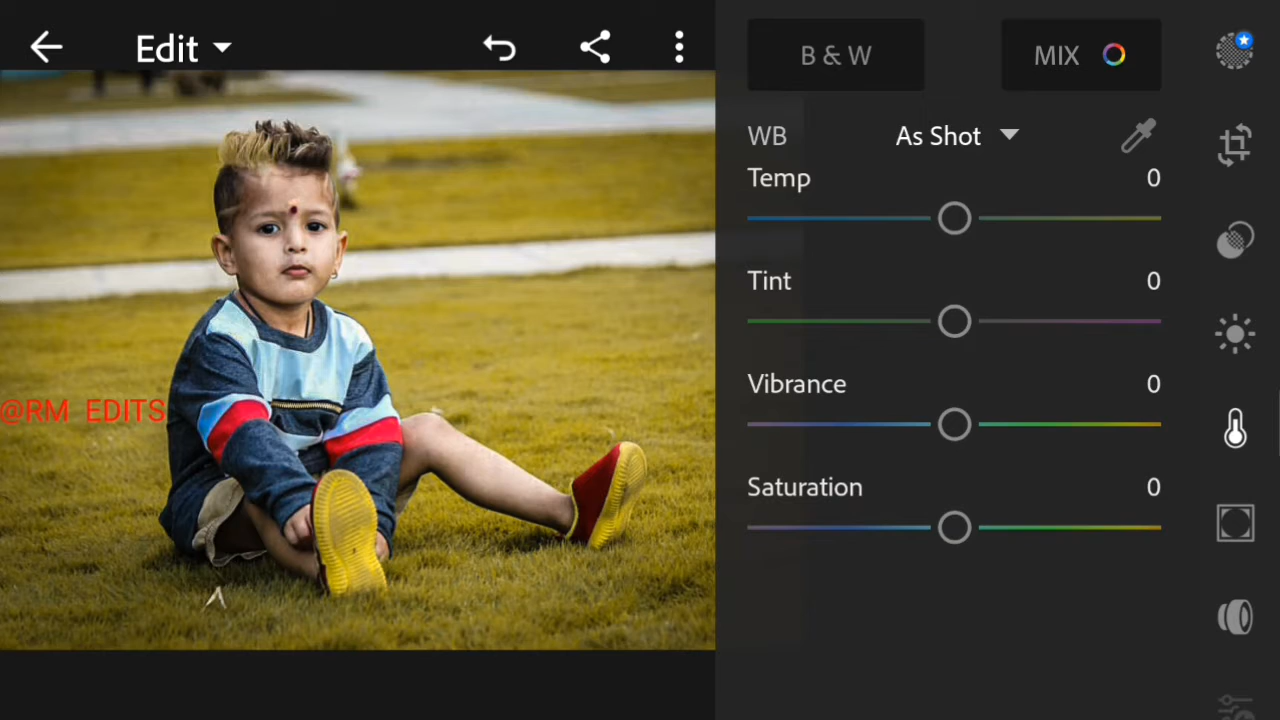 Edit
B & W
MIX
WB
As Shot
Temp
0
Tint
0
Vibrance
0
Saturation
0
@RM EDITS